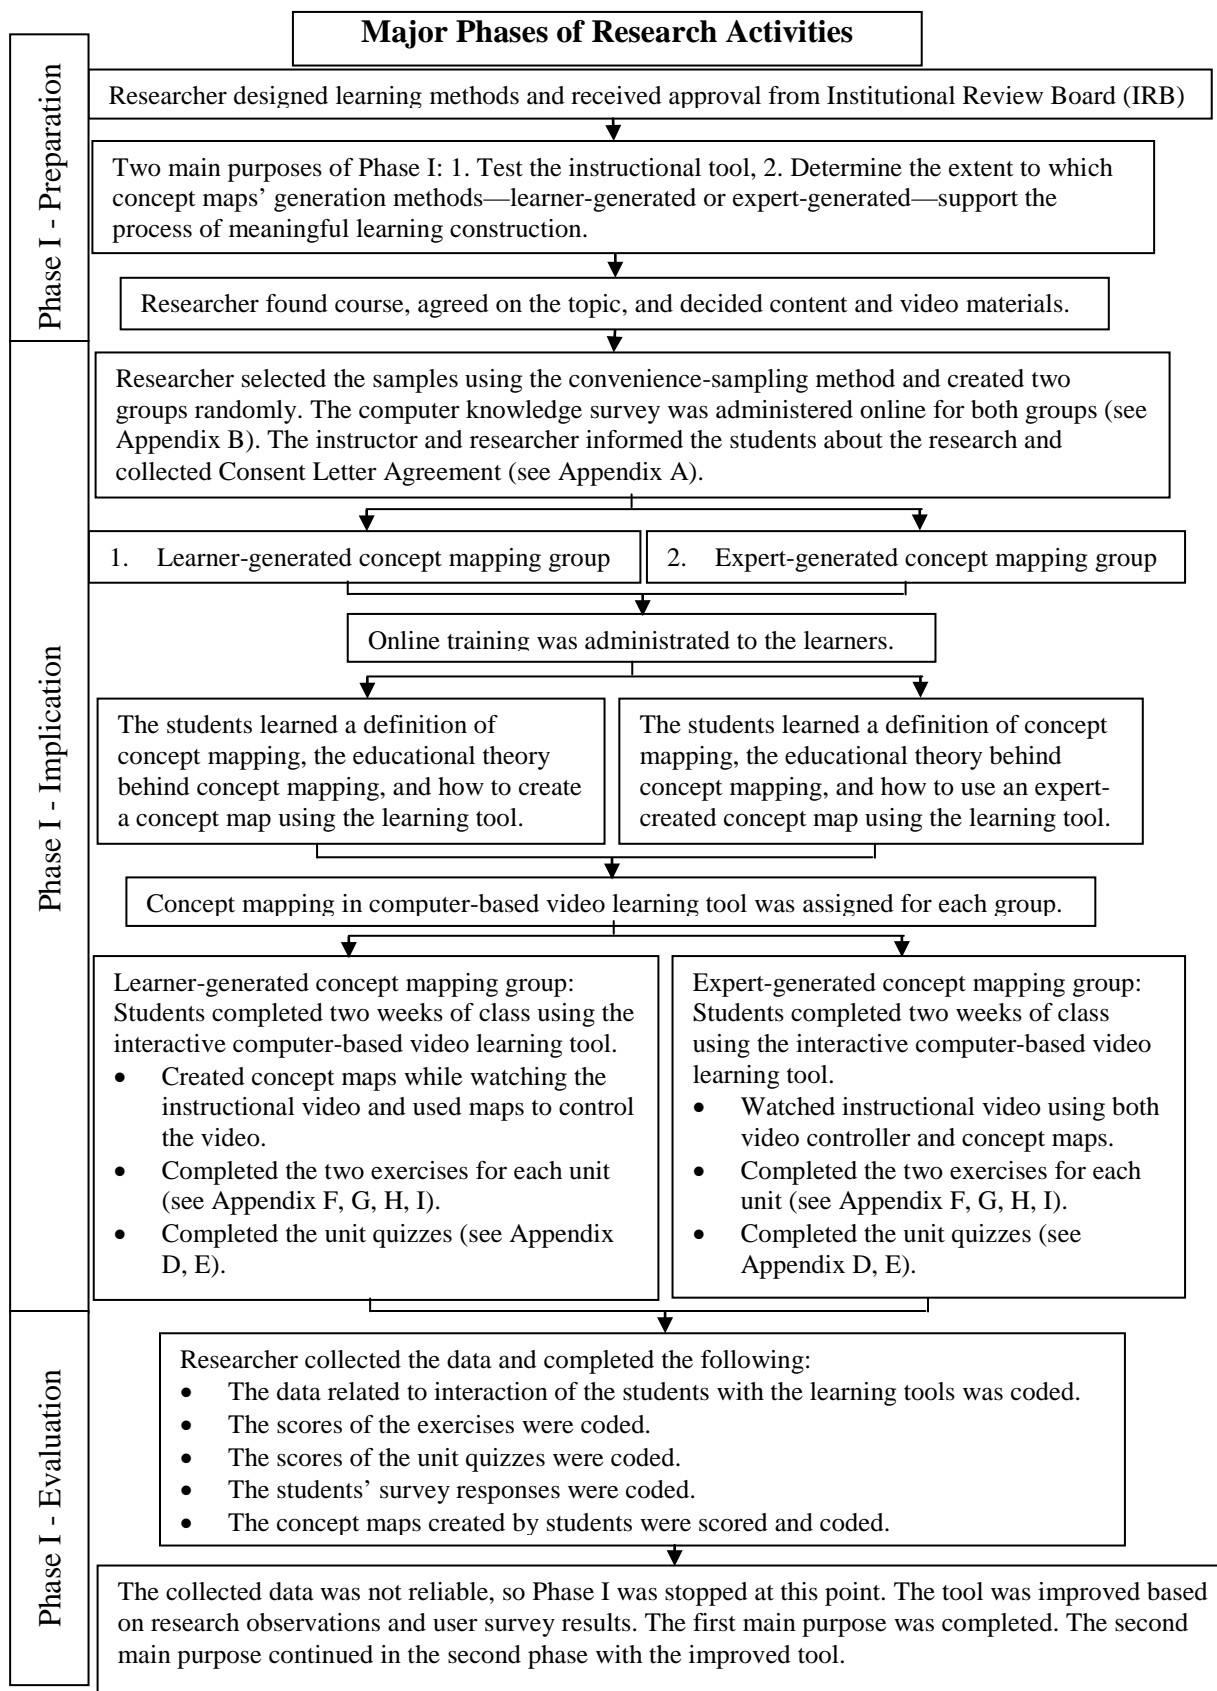 Major Phases of Research Activities
Phase I - Preparation
Researcher designed learning methods and received approval from Institutional Review Board (IRB)
Two main purposes of Phase I: 1. Test the instructional tool, 2. Determine the extent to which
concept maps’ generation methods—learner-generated or expert-generated—support the
process of meaningful learning construction.
Researcher found course, agreed on the topic, and decided content and video materials.
Phase I - Implication
Researcher selected the samples using the convenience-sampling method and created two
groups randomly. The computer knowledge survey was administered online for both groups (see
Appendix B). The instructor and researcher informed the students about the research and
collected Consent Letter Agreement (see Appendix A).
1. Learner-generated concept mapping group
2. Expert-generated concept mapping group
Online training was administrated to the learners.
The students learned a definition of
concept mapping, the educational theory
behind concept mapping, and how to create
a concept map using the learning tool.
The students learned a definition of concept
mapping, the educational theory behind
concept mapping, and how to use an expert-
created concept map using the learning tool.
Concept mapping in computer-based video learning tool was assigned for each group.
Learner-generated concept mapping group:
Students completed two weeks of class using the
interactive computer-based video learning tool.
• Created concept maps while watching the
instructional video and used maps to control
the video.
• Completed the two exercises for each unit
(see Appendix F, G, H, I).
• Completed the unit quizzes (see Appendix
D, E).
Expert-generated concept mapping group:
Students completed two weeks of class
using the interactive computer-based video
learning tool.
• Watched instructional video using both
video controller and concept maps.
• Completed the two exercises for each
unit (see Appendix F, G, H, I).
• Completed the unit quizzes (see
Appendix D, E).
Phase I - Evaluation
Researcher collected the data and completed the following:
• The data related to interaction of the students with the learning tools was coded.
• The scores of the exercises were coded.
• The scores of the unit quizzes were coded.
• The students’ survey responses were coded.
• The concept maps created by students were scored and coded.
The collected data was not reliable, so Phase I was stopped at this point. The tool was improved based
on research observations and user survey results. The first main purpose was completed. The second
main purpose continued in the second phase with the improved tool.